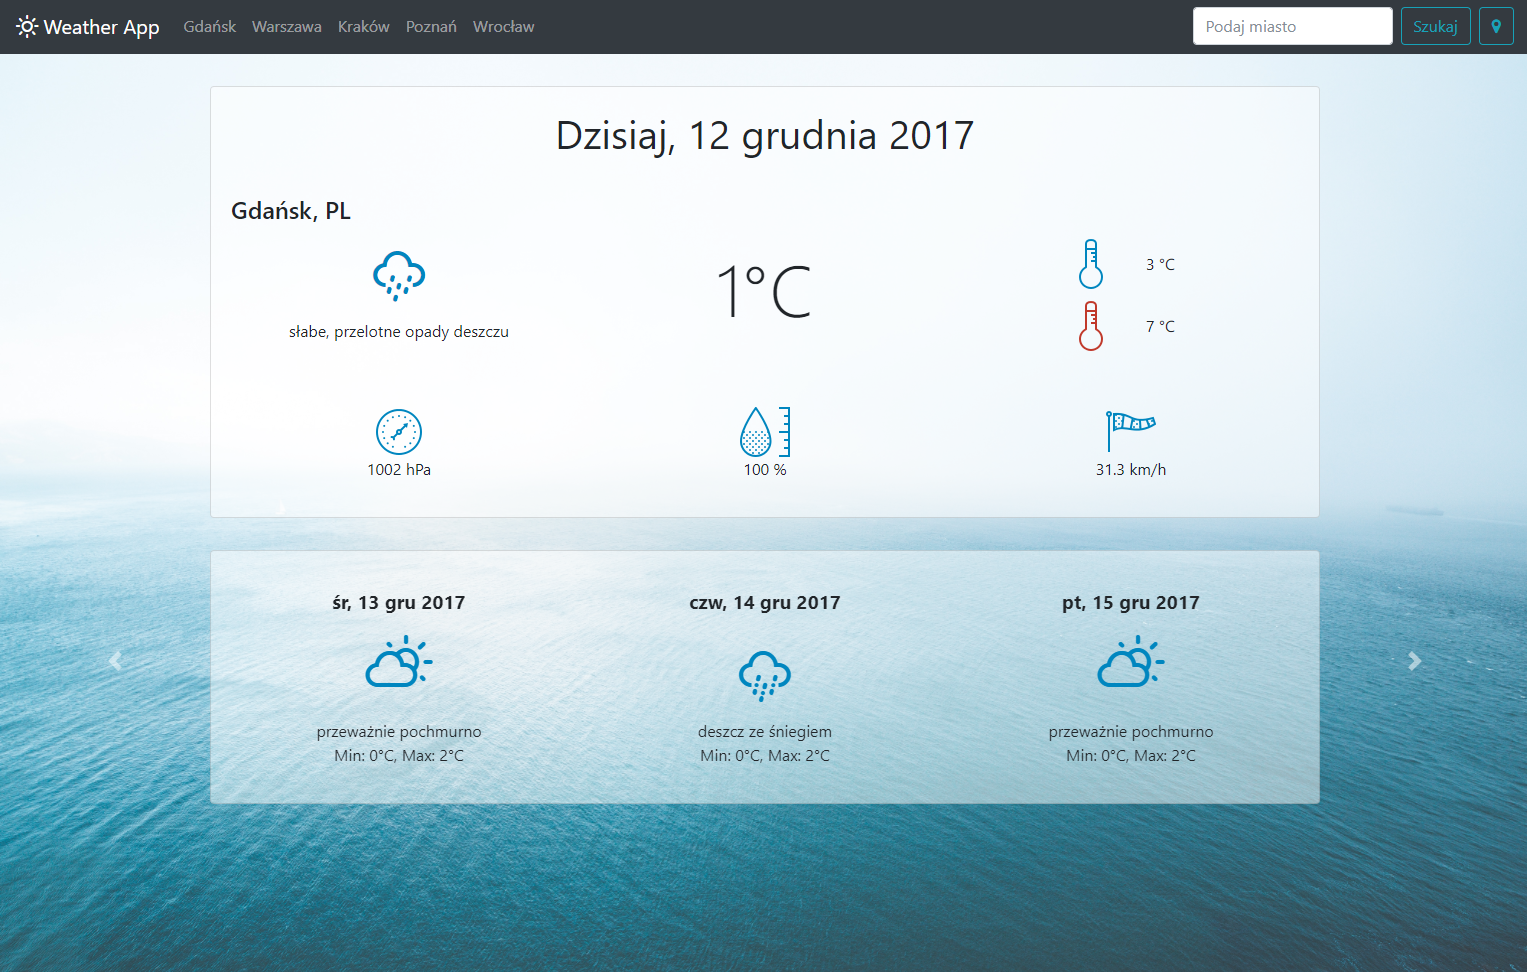 Weather App Gdańsk Warszawa Kraków Poznań Wrocław Podaj miasto Szukaj
Dzisiaj, 12 grudnia 2017
Gdańsk, PL
słabe, przelotne opady deszczu
1°C
3 °C
7 °C
1002 hPa
100 %
31.3 km/h
śr, 13 gru 2017
przeważnie pochmurno
Min: 0°C, Max: 2°C
czw, 14 gru 2017
deszcz ze śniegiem
Min: 0°C, Max: 2°C
pt, 15 gru 2017
przeważnie pochmurno
Min: 0°C, Max: 2°C